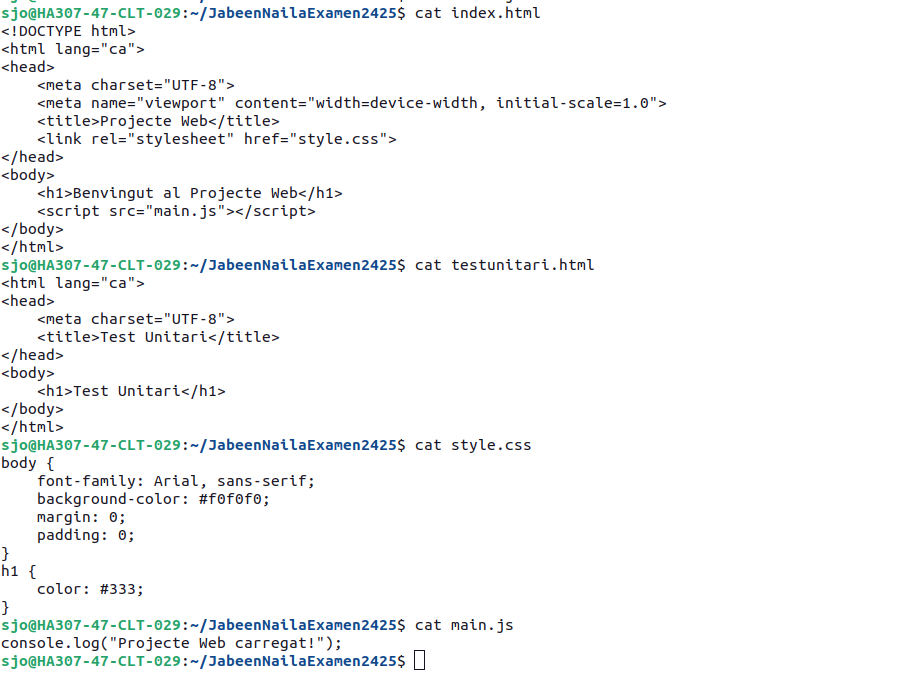 sjo@HA307-47-CLT-029:~/JabeenNailaExamen2425$ cat index.html
<!DOCTYPE html>
<html lang="ca">
<head>
    <meta charset="UTF-8">
    <meta name="viewport" content="width=device-width, initial-scale=1.0">
    <title>Projecte Web</title>
    <link rel="stylesheet" href="style.css">
</head>
<body>
    <h1>Benvingut al Projecte Web</h1>
    <script src="main.js"></script>
</body>
</html>
sjo@HA307-47-CLT-029:~/JabeenNailaExamen2425$ cat testunitari.html
<html lang="ca">
<head>
    <meta charset="UTF-8">
    <title>Test Unitari</title>
</head>
<body>
    <h1>Test Unitari</h1>
</body>
</html>
sjo@HA307-47-CLT-029:~/JabeenNailaExamen2425$ cat style.css
body {
    font-family: Arial, sans-serif;
    background-color: #f0f0f0;
    margin: 0;
    padding: 0;
}
h1 {
    color: #333;
}
sjo@HA307-47-CLT-029:~/JabeenNailaExamen2425$ cat main.js
console.log("Projecte Web carregat!");
sjo@HA307-47-CLT-029:~/JabeenNailaExamen2425$